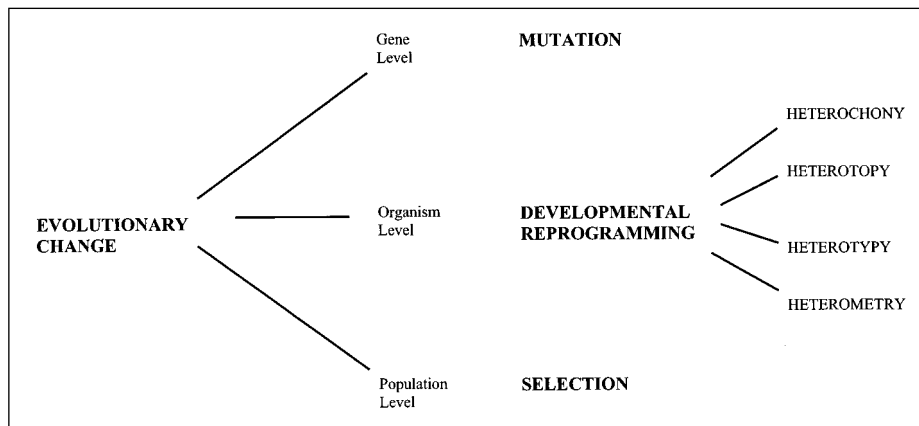 Gene
Level
MUTATION
HETEROCHONY
HETEROTOPY
EVOLUTIONARY
CHANGE
Organism
Level
DEVELOPMENTAL
REPROGRAMMING
HETEROTYPY
HETEROMETRY
Population
Level
SELECTION